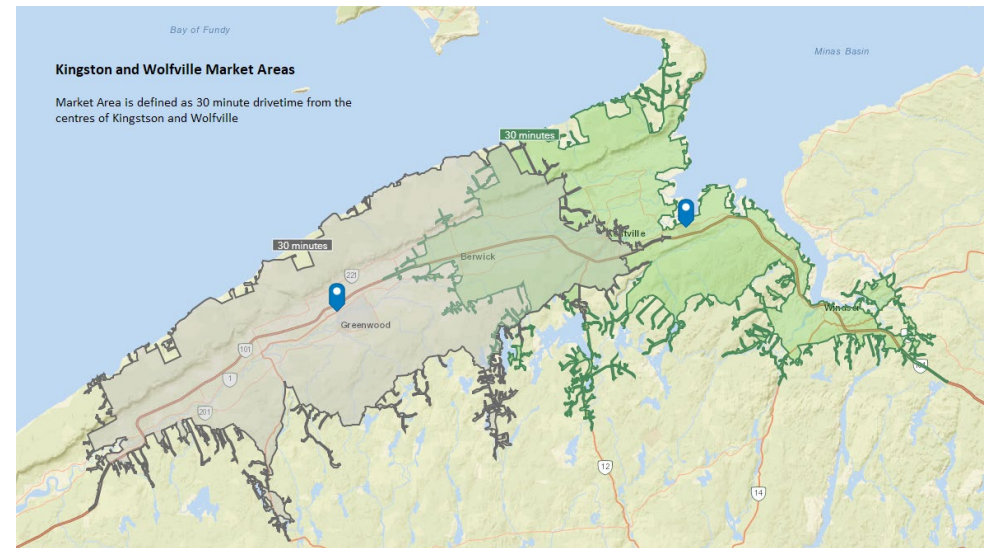 Bay of Fundy
Minas Basin
Kingston and Wolfville Market Areas
Market Area is defined as 30 minute drivetime from the
centres of Kingstson and Wolfville
30 minutes
30 minutes
Berwick
221
Greenwood
Windsor
101
1
201
12
14